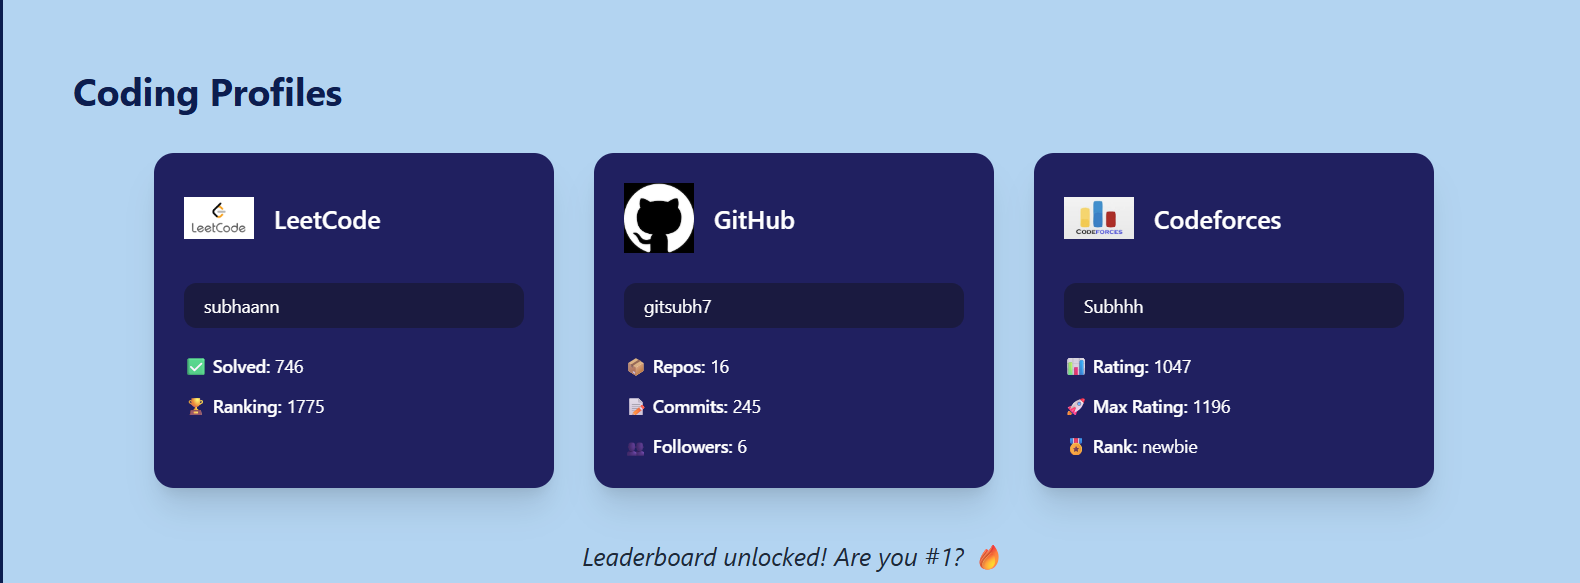 Coding Profiles
LeetCode
LeetCode
subhaann
✅ Solved: 746
🏆 Ranking: 1775
GitHub
gitsubh7
📦 Repos: 16
📝 Commits: 245
👥 Followers: 6
CODEFORCES
Codeforces
Subhhh
📊 Rating: 1047
🚀 Max Rating: 1196
🏅 Rank: newbie
Leaderboard unlocked! Are you #1? 🔥